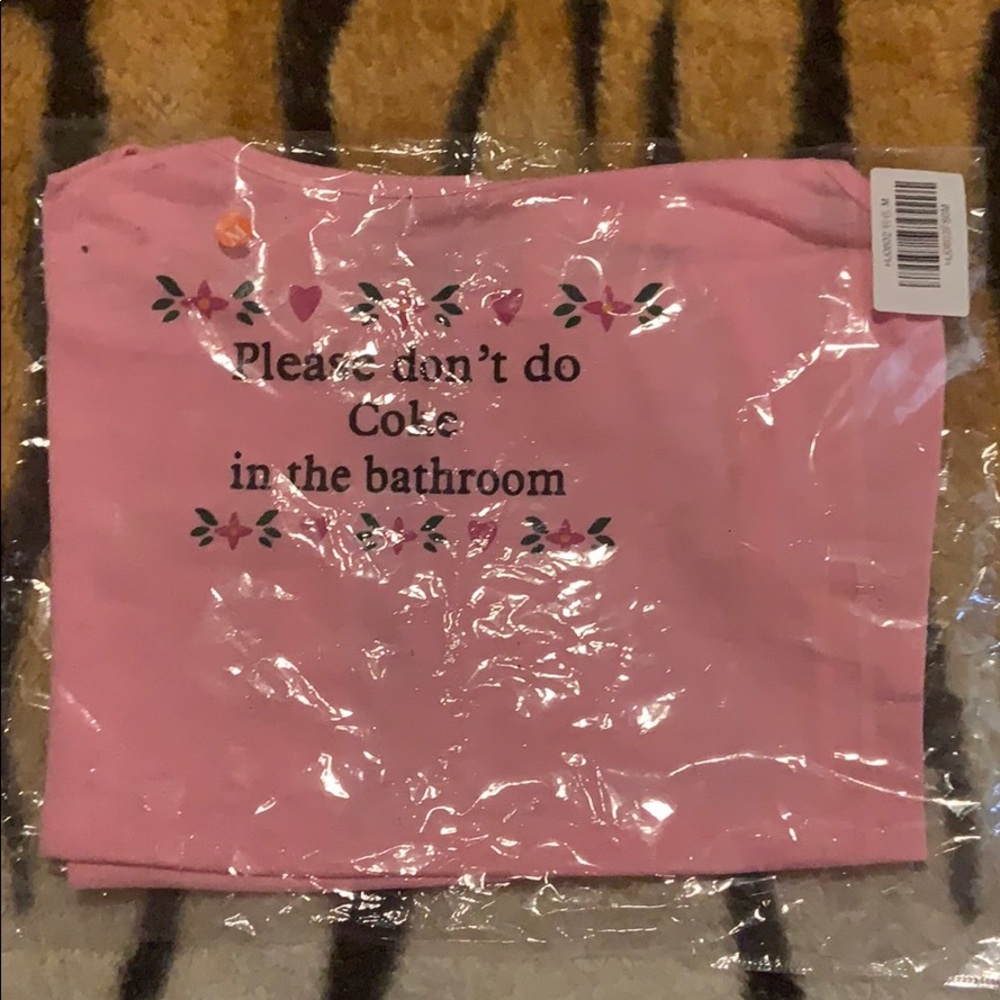 M
Please don't do
Coke
in the bathroom